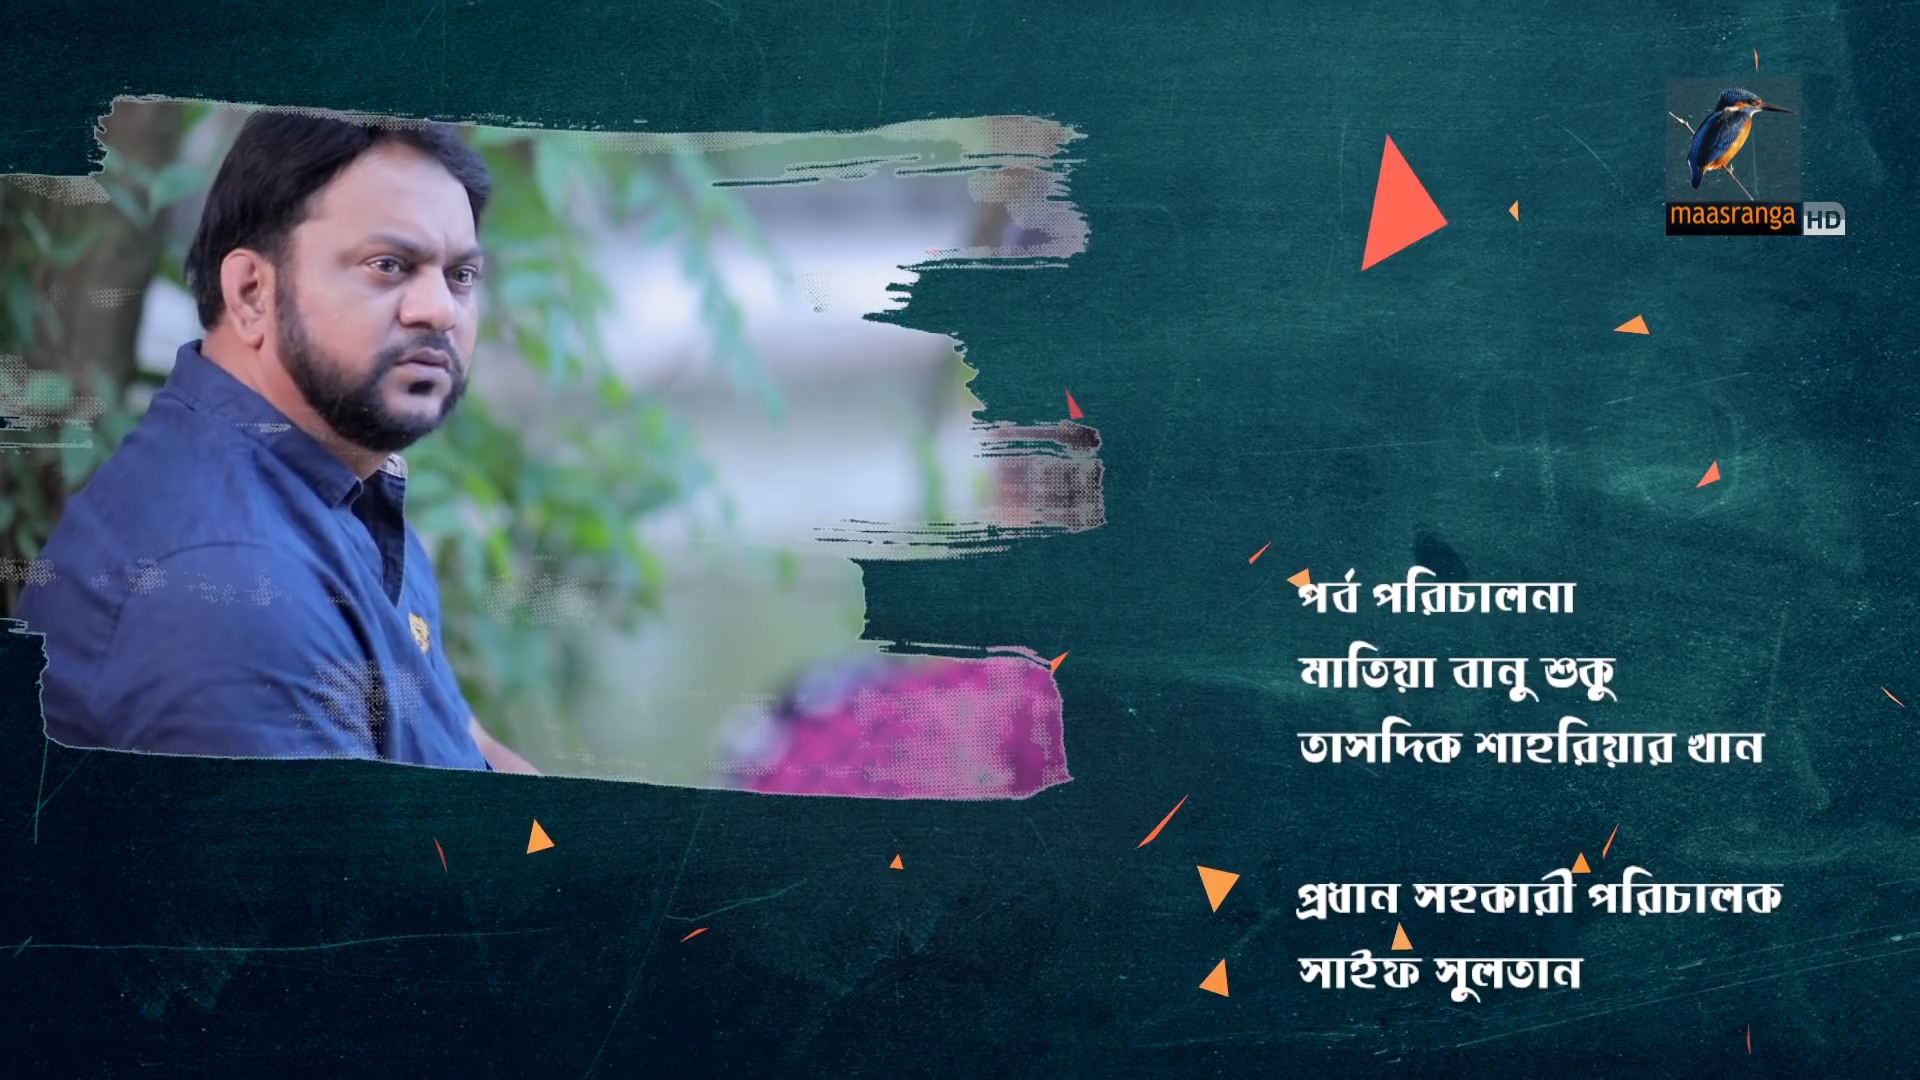 maasranga HD
পর্ব পরিচালনা
মাতিয়া বানু শুকু
তাসদিক শাহরিয়ার খান
প্রধান সহকারী পরিচালক
সাইফ সুলতান